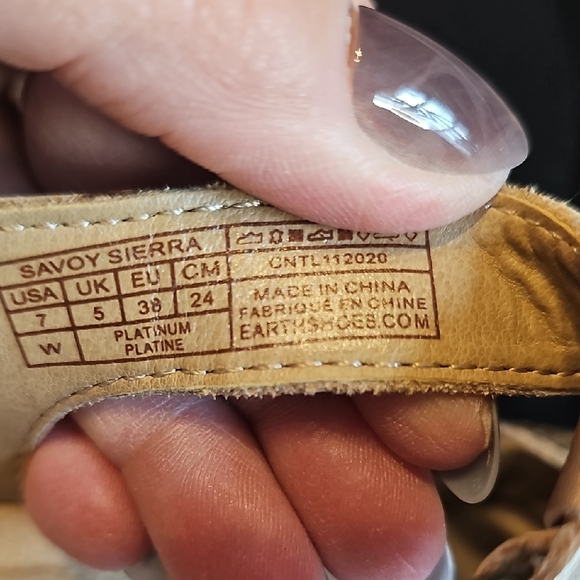 SAVOY SIERRA
USA UK EU CM
7 5 38 24
W PLATINUM
PLATINE
CNTL112020
MADE IN CHINA
FABRIQUÉ EN CHINE
EARTHSHOES.COM